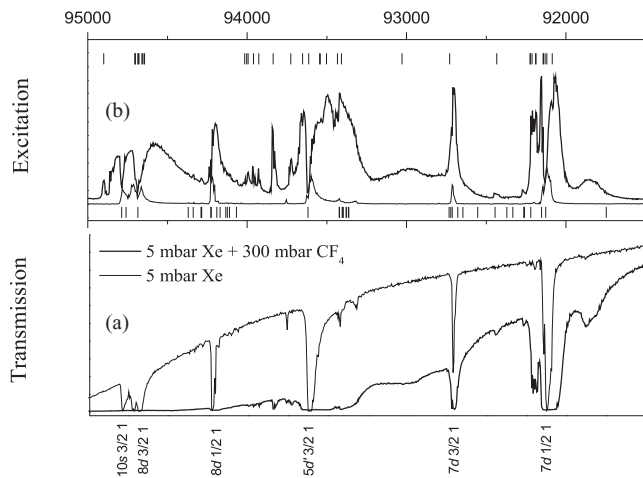 95000 94000 93000 92000
Excitation
(b)
5 mbar Xe + 300 mbar CF4
5 mbar Xe
Transmission
(a)
10s 3/2 1
8d 3/2 1
8d 1/2 1
5d' 3/2 1
7d 3/2 1
7d 1/2 1